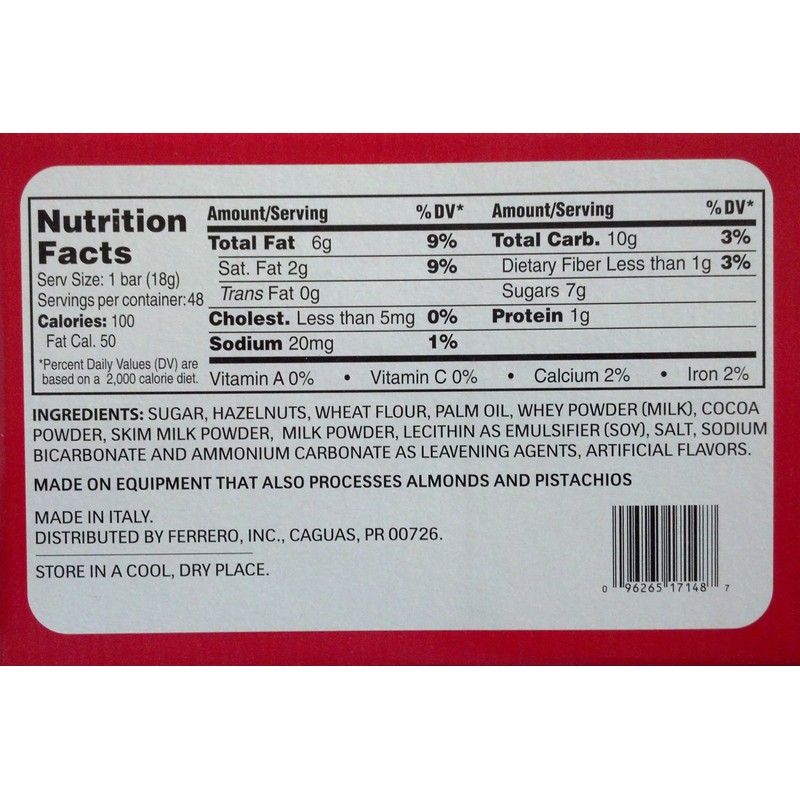 Nutrition
Facts
Serv Size: 1 bar (18g)
Servings per container:48
Calories: 100
Fat Cal. 50
*Percent Daily Values (DV) are
based on a 2,000 calorie diet.
Amount/Serving %DV*
Total Fat 6g 9%
Sat. Fat 2g 9%
Trans Fat 0g
Cholest. Less than 5mg 0%
Sodium 20mg 1%
Amount/Serving %DV*
Total Carb. 10g 3%
Dietary Fiber Less than 1g 3%
Sugars 7g
Protein 1g
Vitamin A 0% • Vitamin C 0% • Calcium 2% • Iron 2%
INGREDIENTS: SUGAR, HAZELNUTS, WHEAT FLOUR, PALM OIL, WHEY POWDER (MILK), COCOA
POWDER, SKIM MILK POWDER, MILK POWDER, LECITHIN AS EMULSIFIER (SOY), SALT, SODIUM
BICARBONATE AND AMMONIUM CARBONATE AS LEAVENING AGENTS, ARTIFICIAL FLAVORS.
MADE ON EQUIPMENT THAT ALSO PROCESSES ALMONDS AND PISTACHIOS
MADE IN ITALY.
DISTRIBUTED BY FERRERO, INC., CAGUAS, PR 00726.
STORE IN A COOL, DRY PLACE.
0 96265 17148 7